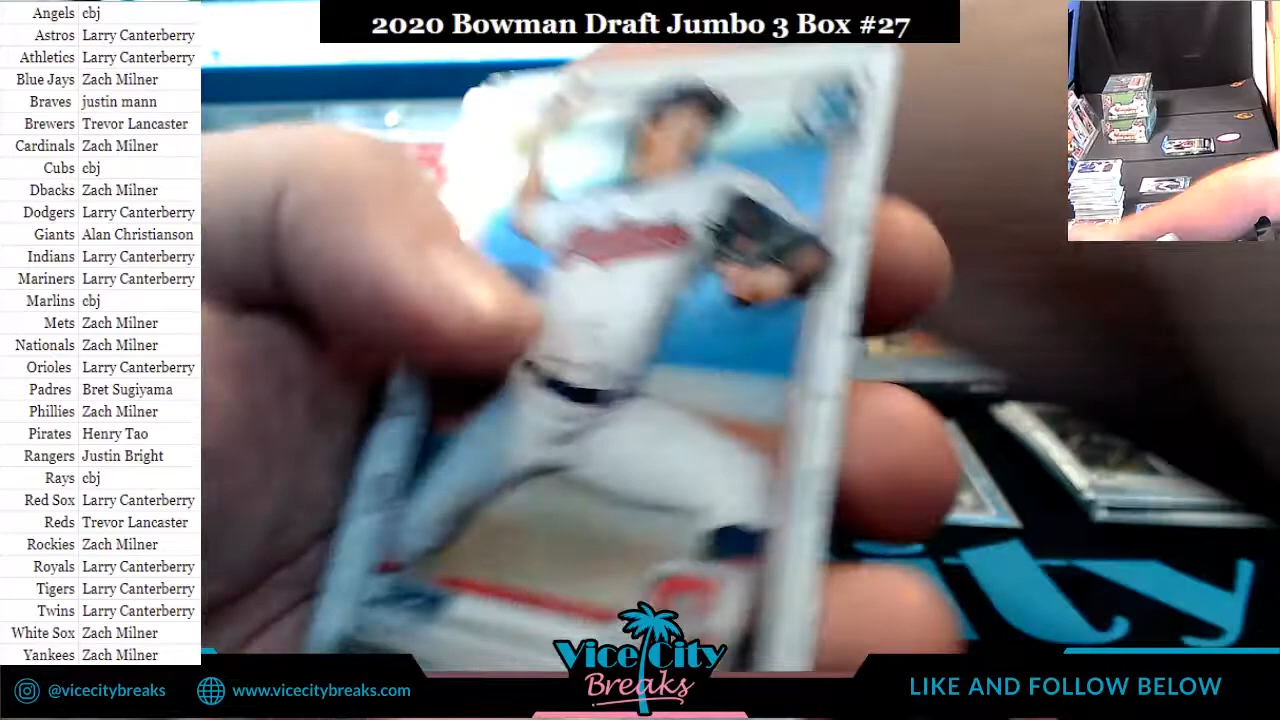 2020 Bowman Draft Jumbo 3 Box #27
Angels cbj
Astros Larry Canterberry
Athletics Larry Canterberry
Blue Jays Zach Milner
Braves justin mann
Brewers Trevor Lancaster
Cardinals Zach Milner
Cubs cbj
Dbacks Zach Milner
Dodgers Larry Canterberry
Giants Alan Christianson
Indians Larry Canterberry
Mariners Larry Canterberry
Marlins cbj
Mets Zach Milner
Nationals Zach Milner
Orioles Larry Canterberry
Padres Bret Sugiyama
Phillies Zach Milner
Pirates Henry Tao
Rangers Justin Bright
Rays cbj
Red Sox Larry Canterberry
Reds Trevor Lancaster
Rockies Zach Milner
Royals Larry Canterberry
Tigers Larry Canterberry
Twins Larry Canterberry
White Sox Zach Milner
Yankees Zach Milner
Vice City
Breaks
@vicecitybreaks
www.vicecitybreaks.com
LIKE AND FOLLOW BELOW